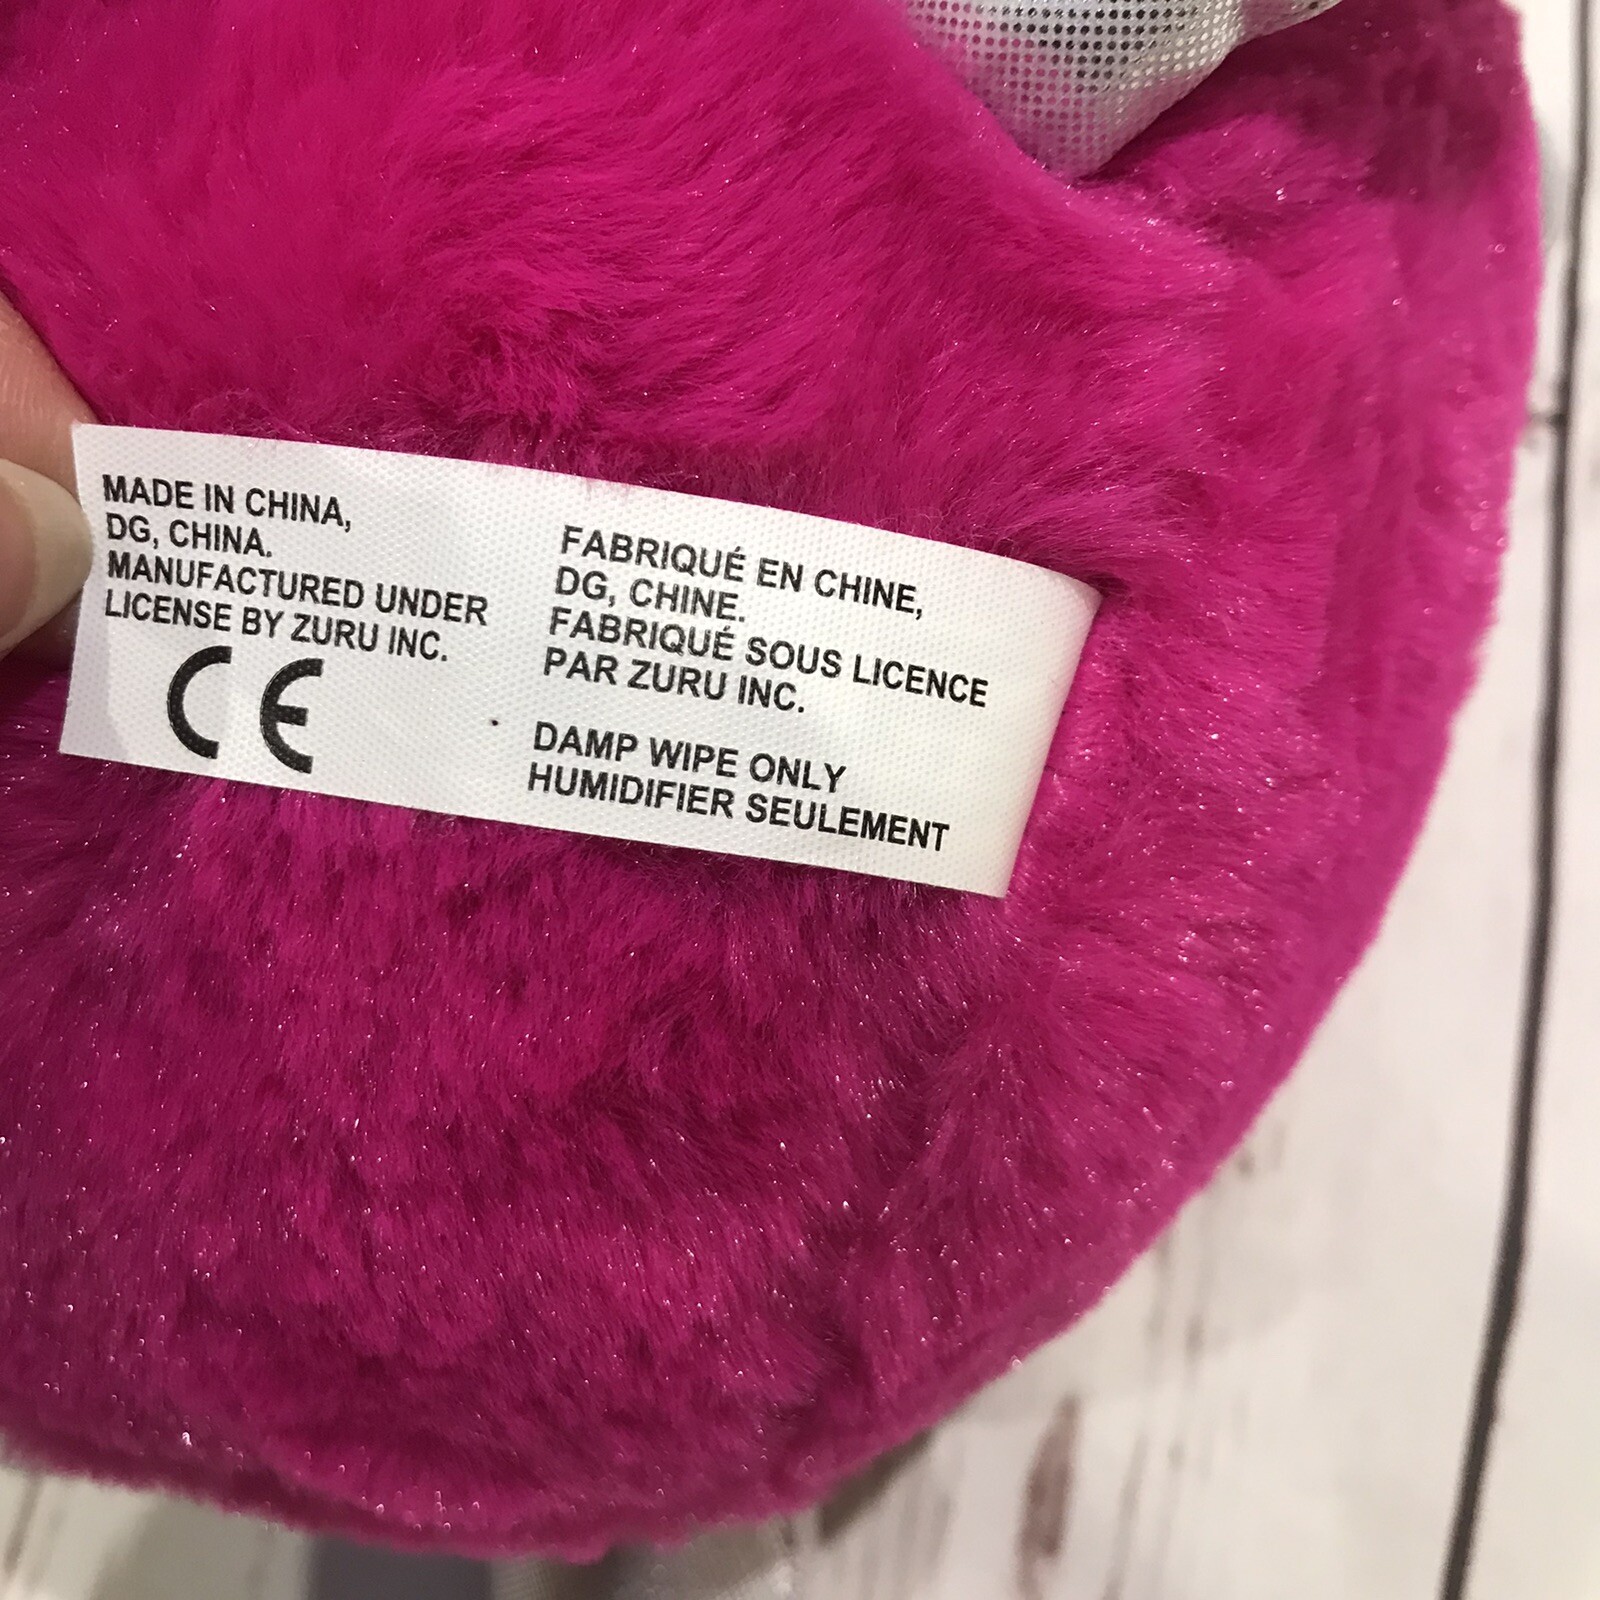 MADE IN CHINA,
DG, CHINA.
MANUFACTURED UNDER
LICENSE BY ZURU INC.
CE
FABRIQUÉ EN CHINE,
DG, CHINE.
FABRIQUÉ SOUS LICENCE
PAR ZURU INC.
DAMP WIPE ONLY
HUMIDIFIER SEULEMENT